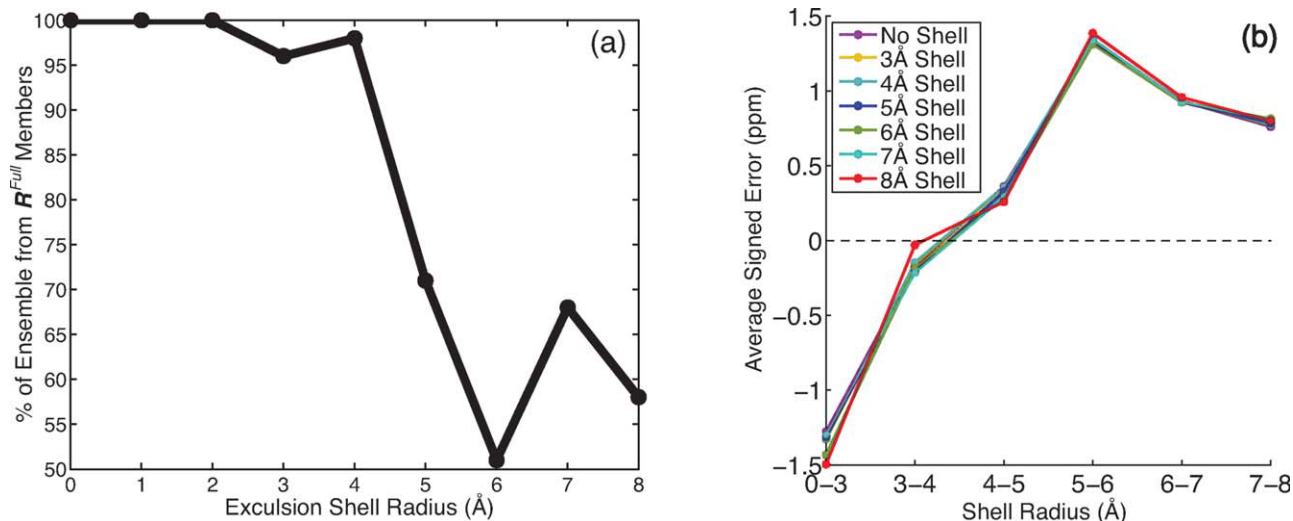 (a)
% of Ensemble from R^Full Members
100
95
90
85
80
75
70
65
60
55
50
0 1 2 3 4 5 6 7 8
Exculsion Shell Radius (Å)
(b)
Average Signed Error (ppm)
1.5
1
0.5
0
−0.5
−1
−1.5
No Shell
3Å Shell
4Å Shell
5Å Shell
6Å Shell
7Å Shell
8Å Shell
0−3 3−4 4−5 5−6 6−7 7−8
Shell Radius (Å)